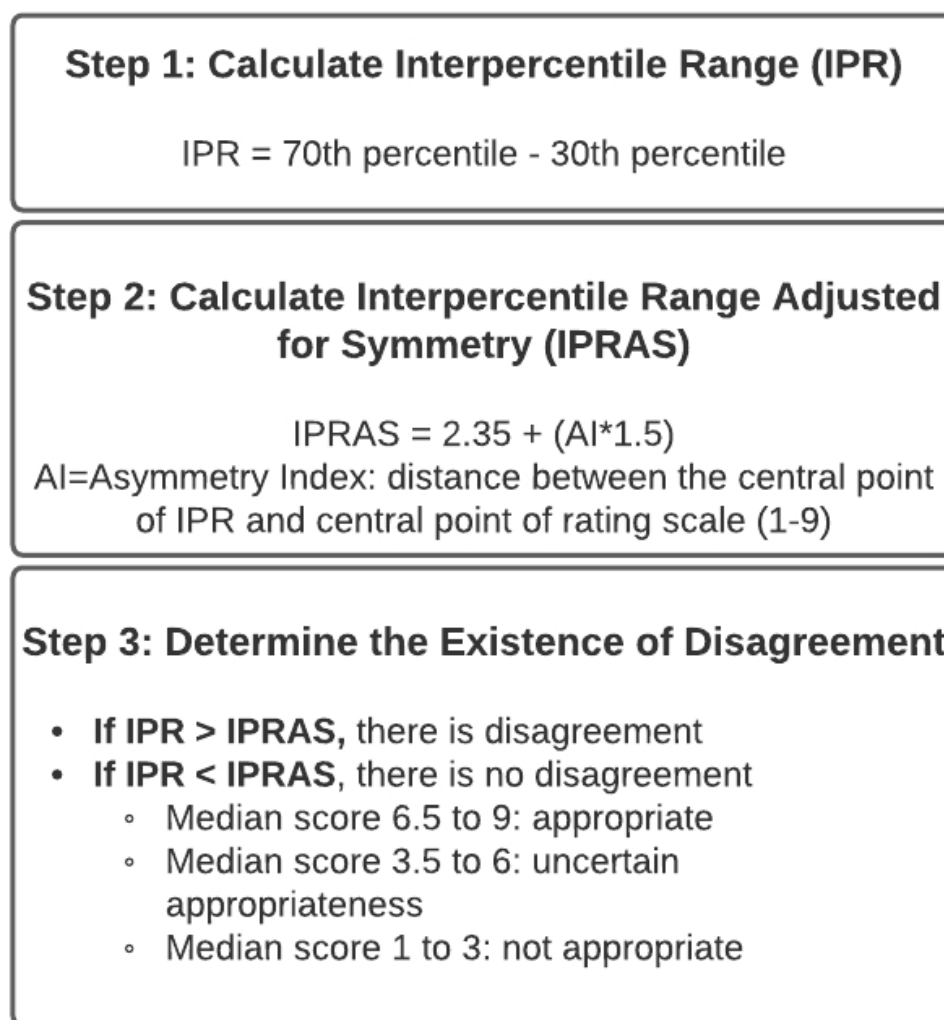 Step 1: Calculate Interpercentile Range (IPR)
IPR = 70th percentile - 30th percentile
Step 2: Calculate Interpercentile Range Adjusted
for Symmetry (IPRAS)
IPRAS = 2.35 + (AI*1.5)
AI=Asymmetry Index: distance between the central point
of IPR and central point of rating scale (1-9)
Step 3: Determine the Existence of Disagreement
• If IPR > IPRAS, there is disagreement
• If IPR < IPRAS, there is no disagreement
◦ Median score 6.5 to 9: appropriate
◦ Median score 3.5 to 6: uncertain
appropriateness
◦ Median score 1 to 3: not appropriate